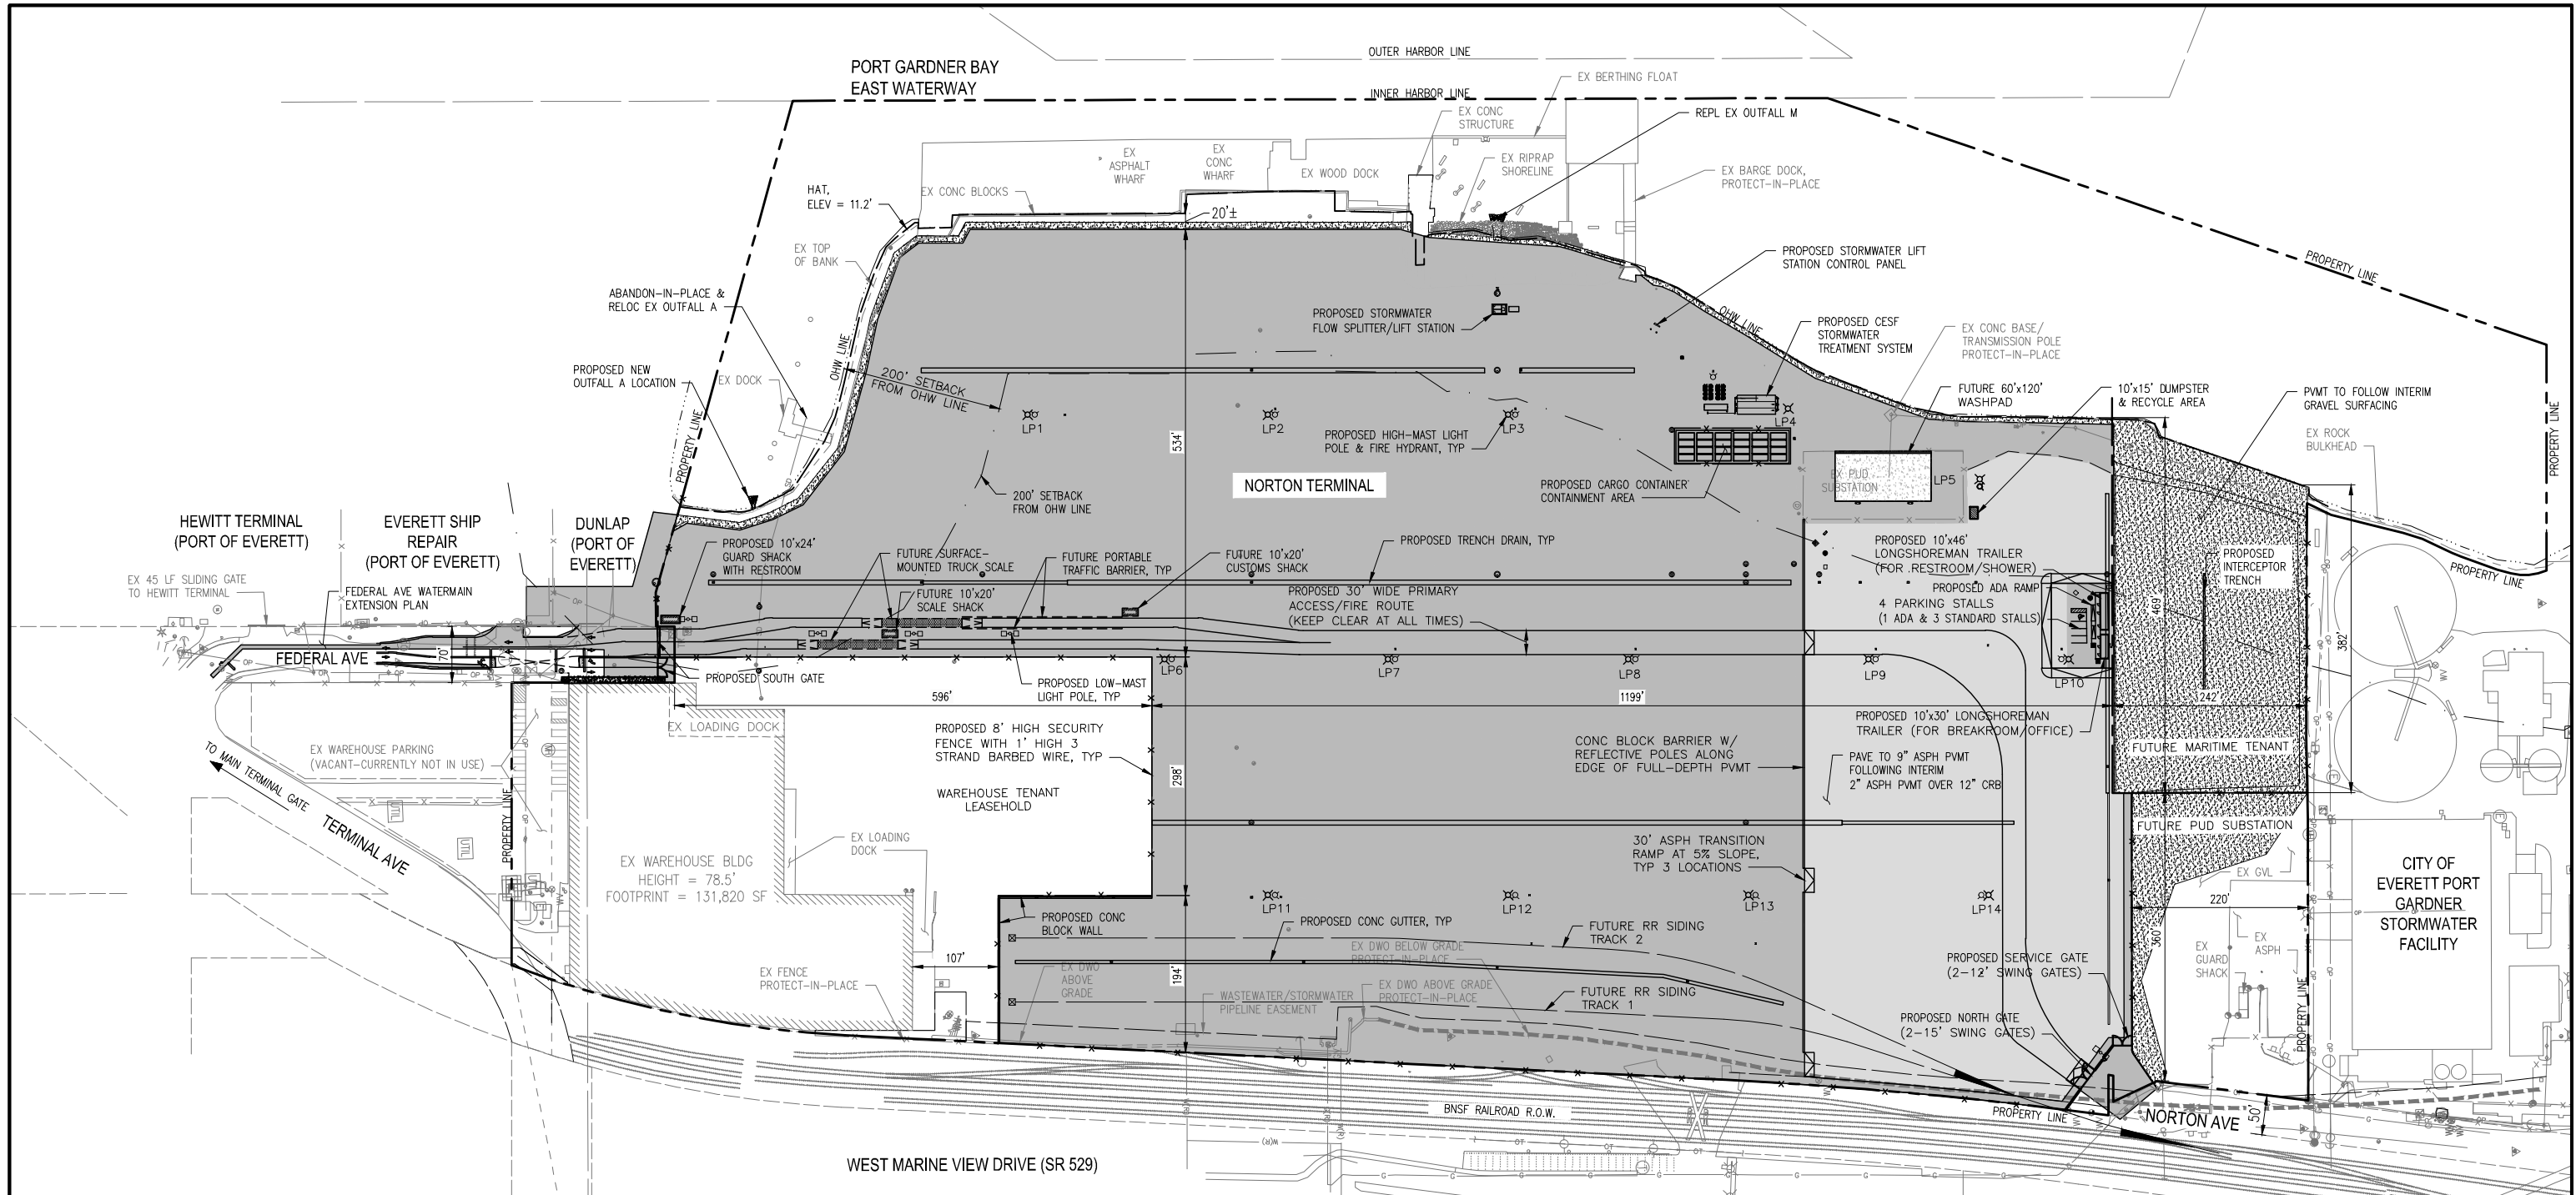 OUTER HARBOR LINE
PORT GARDNER BAY
EAST WATERWAY
EX BERTHING FLOAT
INNER HARBOR LINE
EX CONC
STRUCTURE
REPL EX OUTFALL M
EX
ASPHALT
WHARF
EX
CONC
WHARF
EX WOOD DOCK
EX RIPRAP
SHORELINE
EX BARGE DOCK,
PROTECT-IN-PLACE
HAT,
ELEV = 11.2'
EX CONC BLOCKS
20'±
EX TOP
OF BANK
PROPOSED STORMWATER LIFT
STATION CONTROL PANEL
PROPERTY LINE
ABANDON-IN-PLACE &
RELOC EX OUTFALL A
OHW LINE
PROPOSED STORMWATER
FLOW SPLITTER/LIFT STATION
OHW LINE
PROPOSED CESF
STORMWATER
TREATMENT SYSTEM
EX CONC BASE/
TRANSMISSION POLE
PROTECT-IN-PLACE
PROPOSED NEW
OUTFALL A LOCATION
EX DOCK
200' SETBACK
FROM OHW LINE
FUTURE 60'x120'
WASHPAD
10'x15' DUMPSTER
& RECYCLE AREA
PVMT TO FOLLOW INTERIM
GRAVEL SURFACING
PROPERTY LINE
LP1
LP2
LP3
LP4
PROPOSED HIGH-MAST LIGHT
POLE & FIRE HYDRANT, TYP
534'
EX ROCK
BULKHEAD
PROPERTY LINE
NORTON TERMINAL
PROPOSED CARGO CONTAINER
CONTAINMENT AREA
EX PUD
SUBSTATION
LP5
200' SETBACK
FROM OHW LINE
HEWITT TERMINAL
(PORT OF EVERETT)
EVERETT SHIP
REPAIR
(PORT OF EVERETT)
DUNLAP
(PORT OF
EVERETT)
PROPOSED 10'x24'
GUARD SHACK
WITH RESTROOM
FUTURE SURFACE-
MOUNTED TRUCK SCALE
FUTURE PORTABLE
TRAFFIC BARRIER, TYP
FUTURE 10'x20'
CUSTOMS SHACK
PROPOSED TRENCH DRAIN, TYP
PROPOSED 10'x46'
LONGSHOREMAN TRAILER
(FOR RESTROOM/SHOWER)
PROPOSED
INTERCEPTOR
TRENCH
PROPERTY LINE
EX 45 LF SLIDING GATE
TO HEWITT TERMINAL
FEDERAL AVE WATERMAIN
EXTENSION PLAN
FUTURE 10'x20'
SCALE SHACK
PROPOSED 30' WIDE PRIMARY
ACCESS/FIRE ROUTE
(KEEP CLEAR AT ALL TIMES)
PROPOSED ADA RAMP
4 PARKING STALLS
(1 ADA & 3 STANDARD STALLS)
469'
382'
FEDERAL AVE
70'
PROPOSED SOUTH GATE
PROPOSED LOW-MAST
LIGHT POLE, TYP
LP6
LP7
LP8
LP9
LP10
596'
1199'
242'
EX LOADING DOCK
PROPOSED 8' HIGH SECURITY
FENCE WITH 1' HIGH 3
STRAND BARBED WIRE, TYP
CONC BLOCK BARRIER W/
REFLECTIVE POLES ALONG
EDGE OF FULL-DEPTH PVMT
PROPOSED 10'x30' LONGSHOREMAN
TRAILER (FOR BREAKROOM/OFFICE)
FUTURE MARITIME TENANT
PAVE TO 9" ASPH PVMT
FOLLOWING INTERIM
2" ASPH PVMT OVER 12" CRB
EX WAREHOUSE PARKING
(VACANT-CURRENTLY NOT IN USE)
TO MAIN TERMINAL GATE
TERMINAL AVE
UTIL
UTIL
PROPERTY LINE
298'
WAREHOUSE TENANT
LEASEHOLD
EX LOADING
DOCK
EX WAREHOUSE BLDG
HEIGHT = 78.5'
FOOTPRINT = 131,820 SF
30' ASPH TRANSITION
RAMP AT 5% SLOPE,
TYP 3 LOCATIONS
FUTURE PUD SUBSTATION
EX GVL
CITY OF
EVERETT PORT
GARDNER
STORMWATER
FACILITY
LP11
LP12
LP13
LP14
220'
PROPOSED CONC
BLOCK WALL
PROPOSED CONC GUTTER, TYP
FUTURE RR SIDING
TRACK 2
EX DWO BELOW GRADE
PROTECT-IN-PLACE
360'
EX
GUARD
SHACK
EX
ASPH
107'
194'
EX FENCE
PROTECT-IN-PLACE
EX DWO
ABOVE
GRADE
WASTEWATER/STORMWATER
PIPELINE EASEMENT
EX DWO ABOVE GRADE
PROTECT-IN-PLACE
FUTURE RR SIDING
TRACK 1
PROPOSED SERVICE GATE
(2-12' SWING GATES)
PROPOSED NORTH GATE
(2-15' SWING GATES)
PROPERTY LINE
BNSF RAILROAD R.O.W.
PROPERTY LINE
NORTON AVE
50'
WEST MARINE VIEW DRIVE (SR 529)